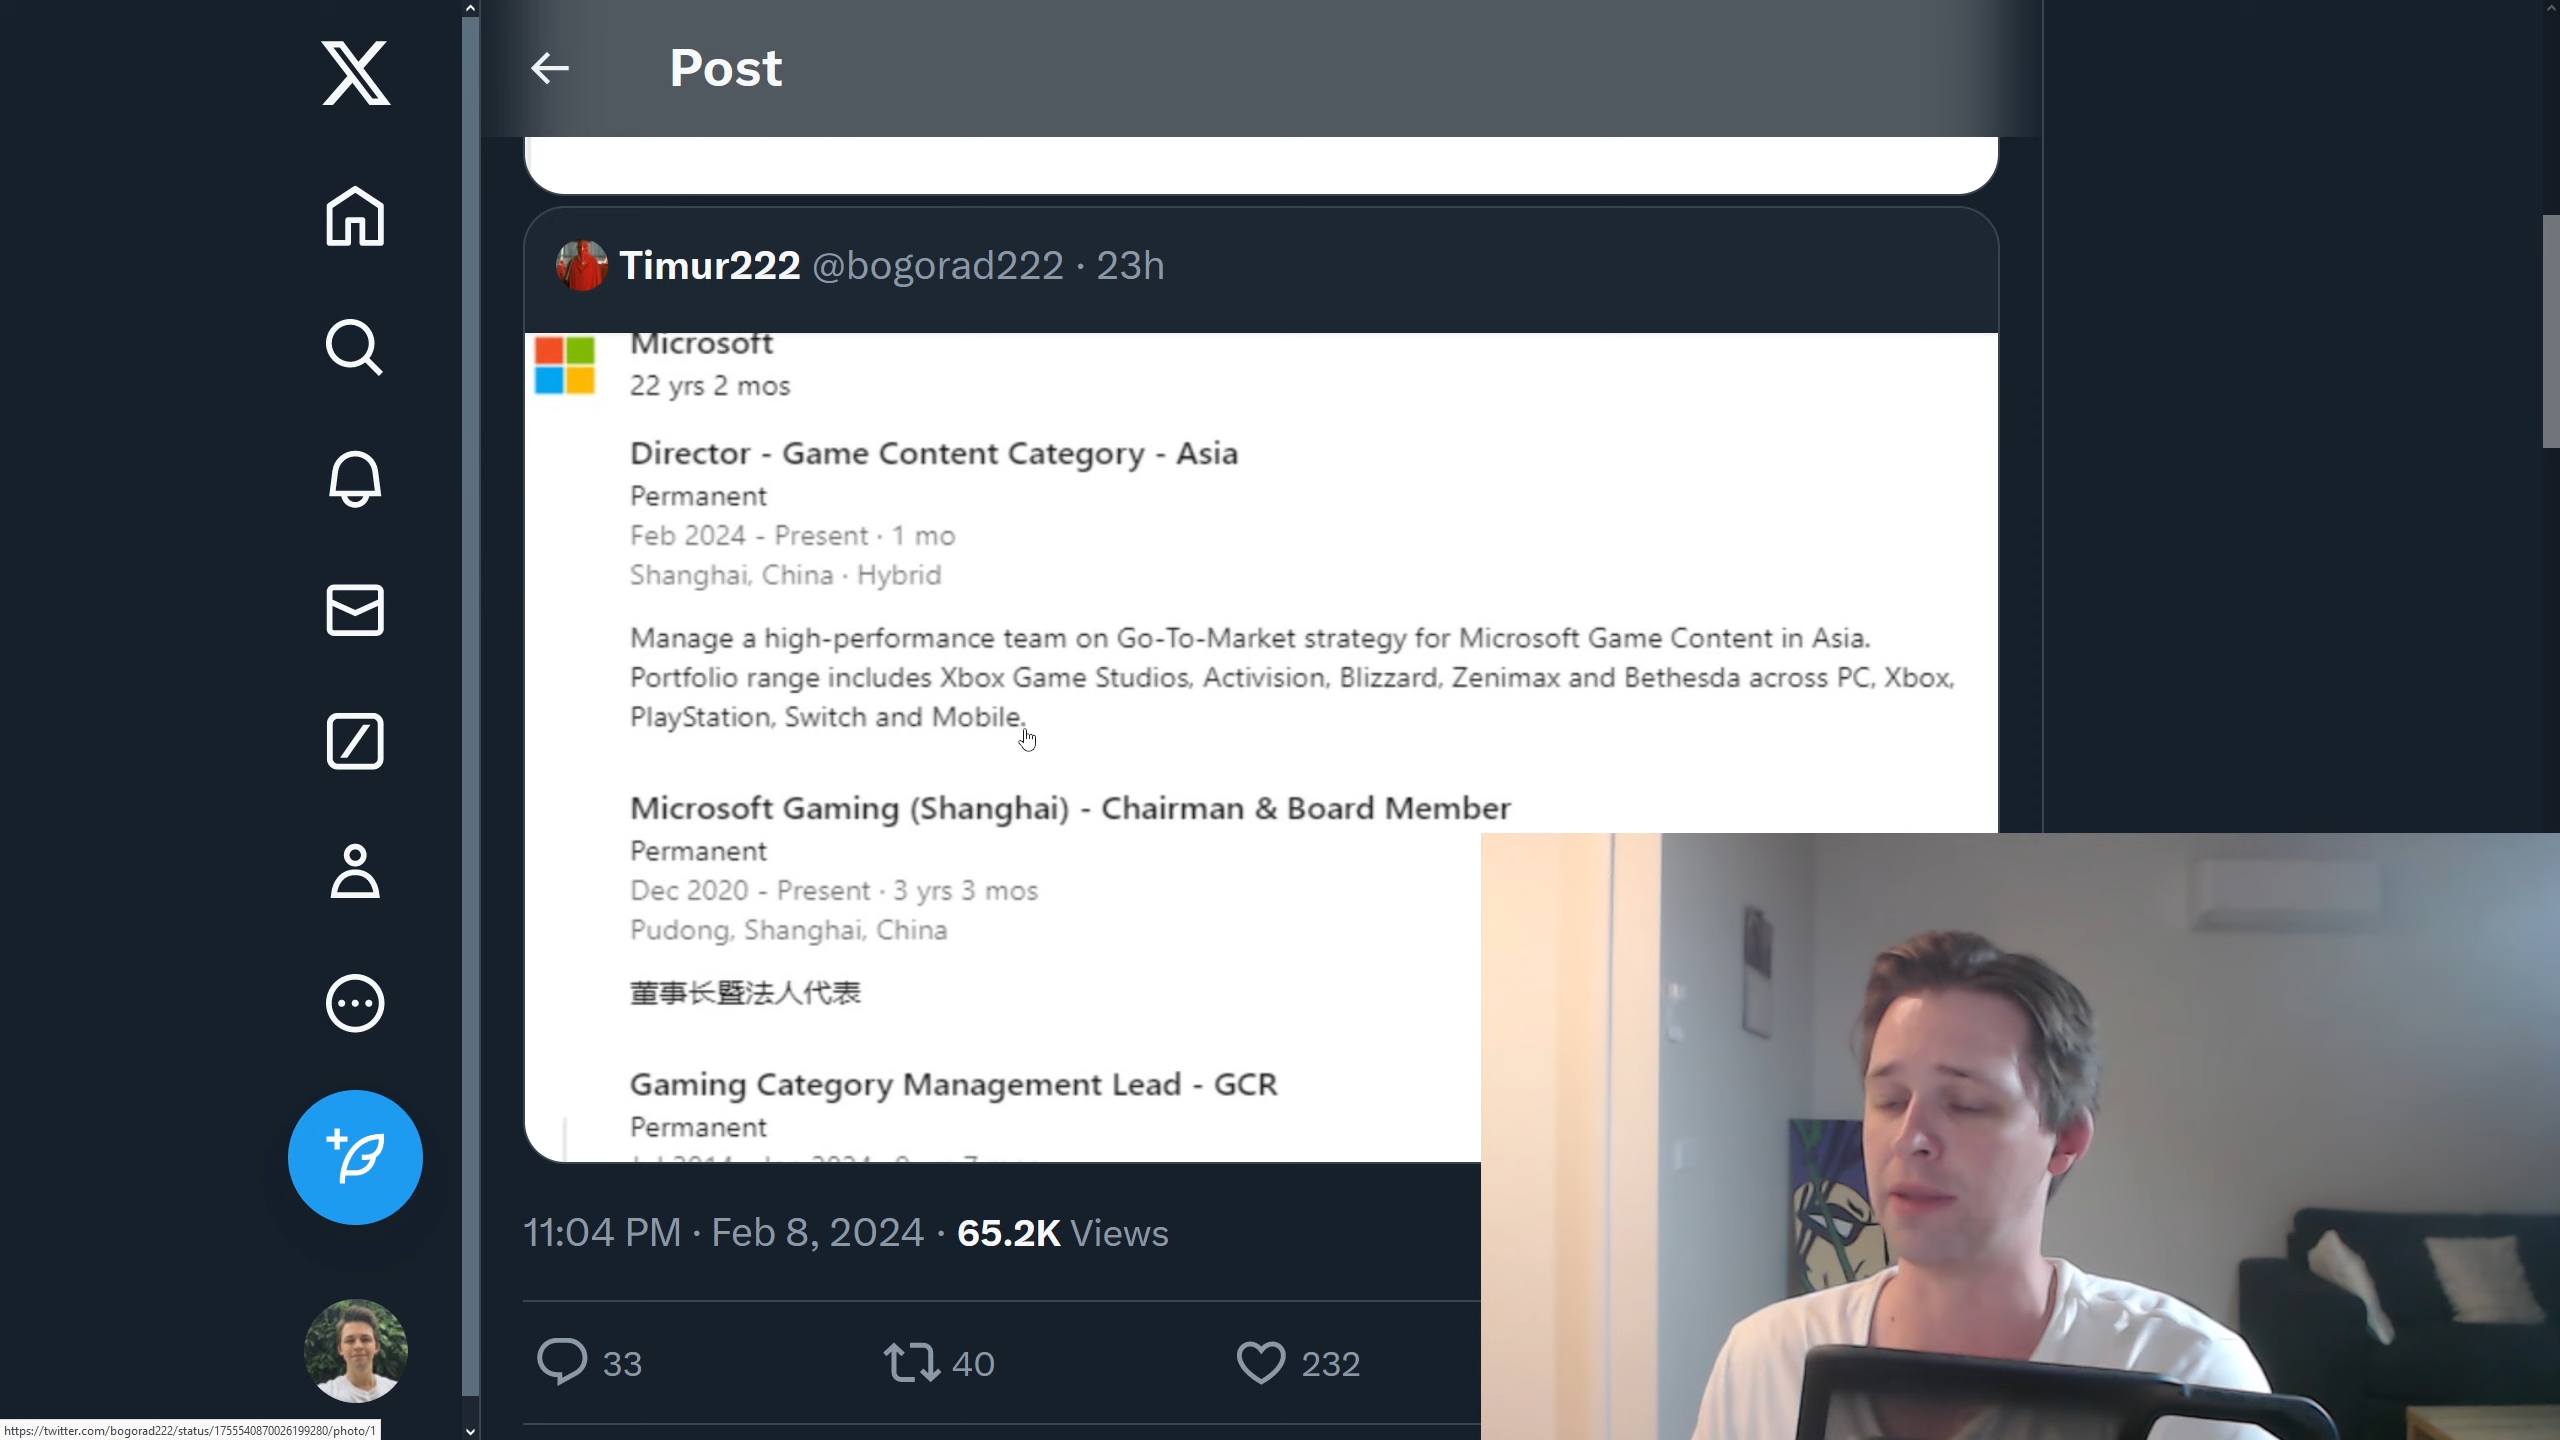 Post
Timur222 @bogorad222 · 23h
Microsoft
22 yrs 2 mos
Director - Game Content Category - Asia
Permanent
Feb 2024 - Present · 1 mo
Shanghai, China · Hybrid
Manage a high-performance team on Go-To-Market strategy for Microsoft Game Content in Asia.
Portfolio range includes Xbox Game Studios, Activision, Blizzard, Zenimax and Bethesda across PC, Xbox,
PlayStation, Switch and Mobile.
Microsoft Gaming (Shanghai) - Chairman & Board Member
Permanent
Dec 2020 - Present · 3 yrs 3 mos
Pudong, Shanghai, China
董事长暨法人代表
Gaming Category Management Lead - GCR
Permanent
11:04 PM · Feb 8, 2024 · 65.2K Views
33 40 232
https://twitter.com/bogorad222/status/1755540870026199280/photo/1